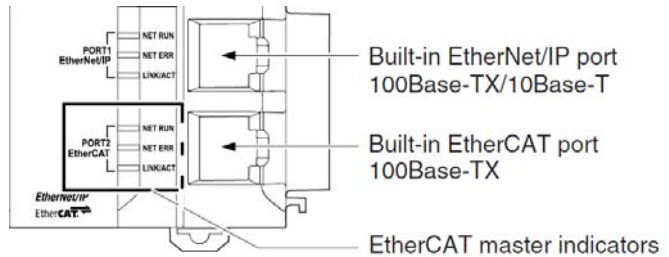 NET RUN
PORT1
EtherNet/IP
NET ERR
LINK/ACT
Built-in EtherNet/IP port
100Base-TX/10Base-T
NET RUN
PORT2
EtherCAT
NET ERR
LINK/ACT
Built-in EtherCAT port
100Base-TX
EtherNet/IP
EtherCAT
EtherCAT master indicators